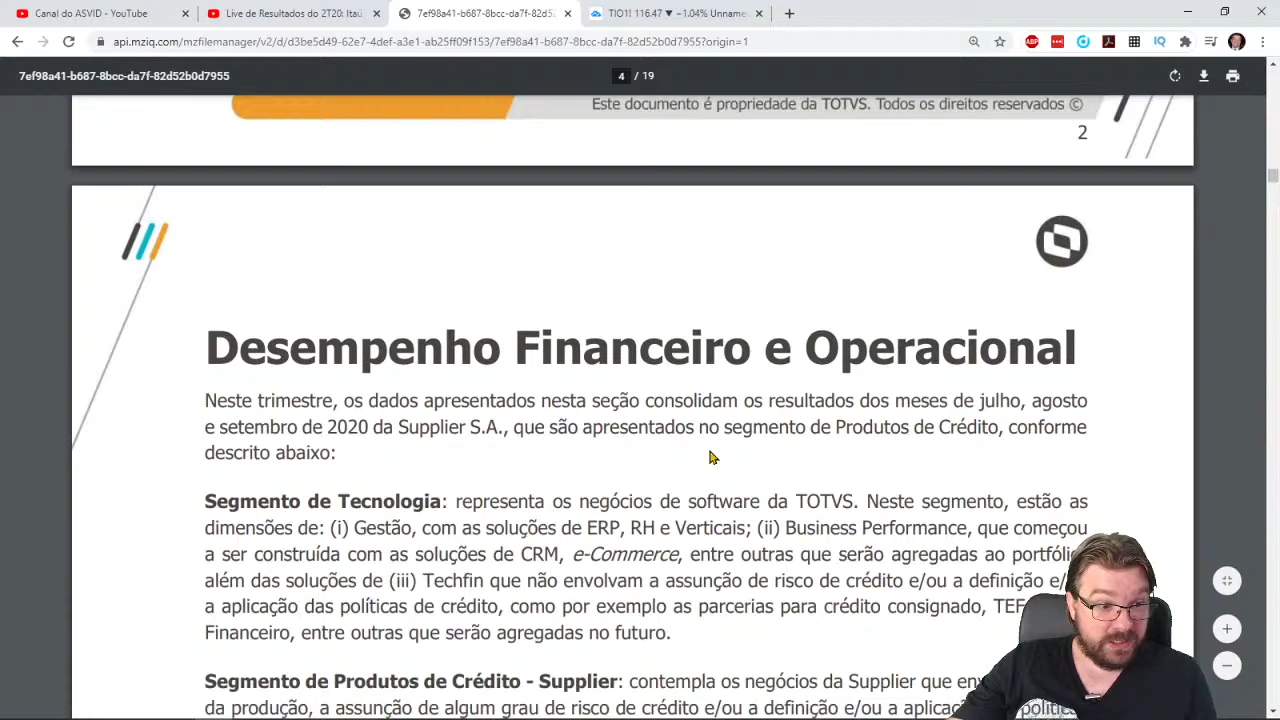 Canal do ASVID - YouTube
Live de Resultados do 2T20: Itaú
7ef98a41-b687-8bcc-da7f-82d5
TIO1! 116.47 ▼ −1.04% Unname
api.mziq.com/mzfilemanager/v2/d/d3be5d49-62e7-4def-a3e1-ab25ff09f153/7ef98a41-b687-8bcc-da7f-82d52b0d7955?origin=1
ABP
IQ
7ef98a41-b687-8bcc-da7f-82d52b0d7955
4 / 19
Este documento é propriedade da TOTVS. Todos os direitos reservados ©
2
Desempenho Financeiro e Operacional
Neste trimestre, os dados apresentados nesta seção consolidam os resultados dos meses de julho, agosto
e setembro de 2020 da Supplier S.A., que são apresentados no segmento de Produtos de Crédito, conforme
descrito abaixo:
Segmento de Tecnologia: representa os negócios de software da TOTVS. Neste segmento, estão as
dimensões de: (i) Gestão, com as soluções de ERP, RH e Verticais; (ii) Business Performance, que começou
a ser construída com as soluções de CRM, e-Commerce, entre outras que serão agregadas ao portfóli
além das soluções de (iii) Techfin que não envolvam a assunção de risco de crédito e/ou a definição e/
a aplicação das políticas de crédito, como por exemplo as parcerias para crédito consignado, TEF
Financeiro, entre outras que serão agregadas no futuro.
Segmento de Produtos de Crédito - Supplier: contempla os negócios da Supplier que en
da produção, a assunção de algum grau de risco de crédito e/ou a definição e/ou a aplicaç